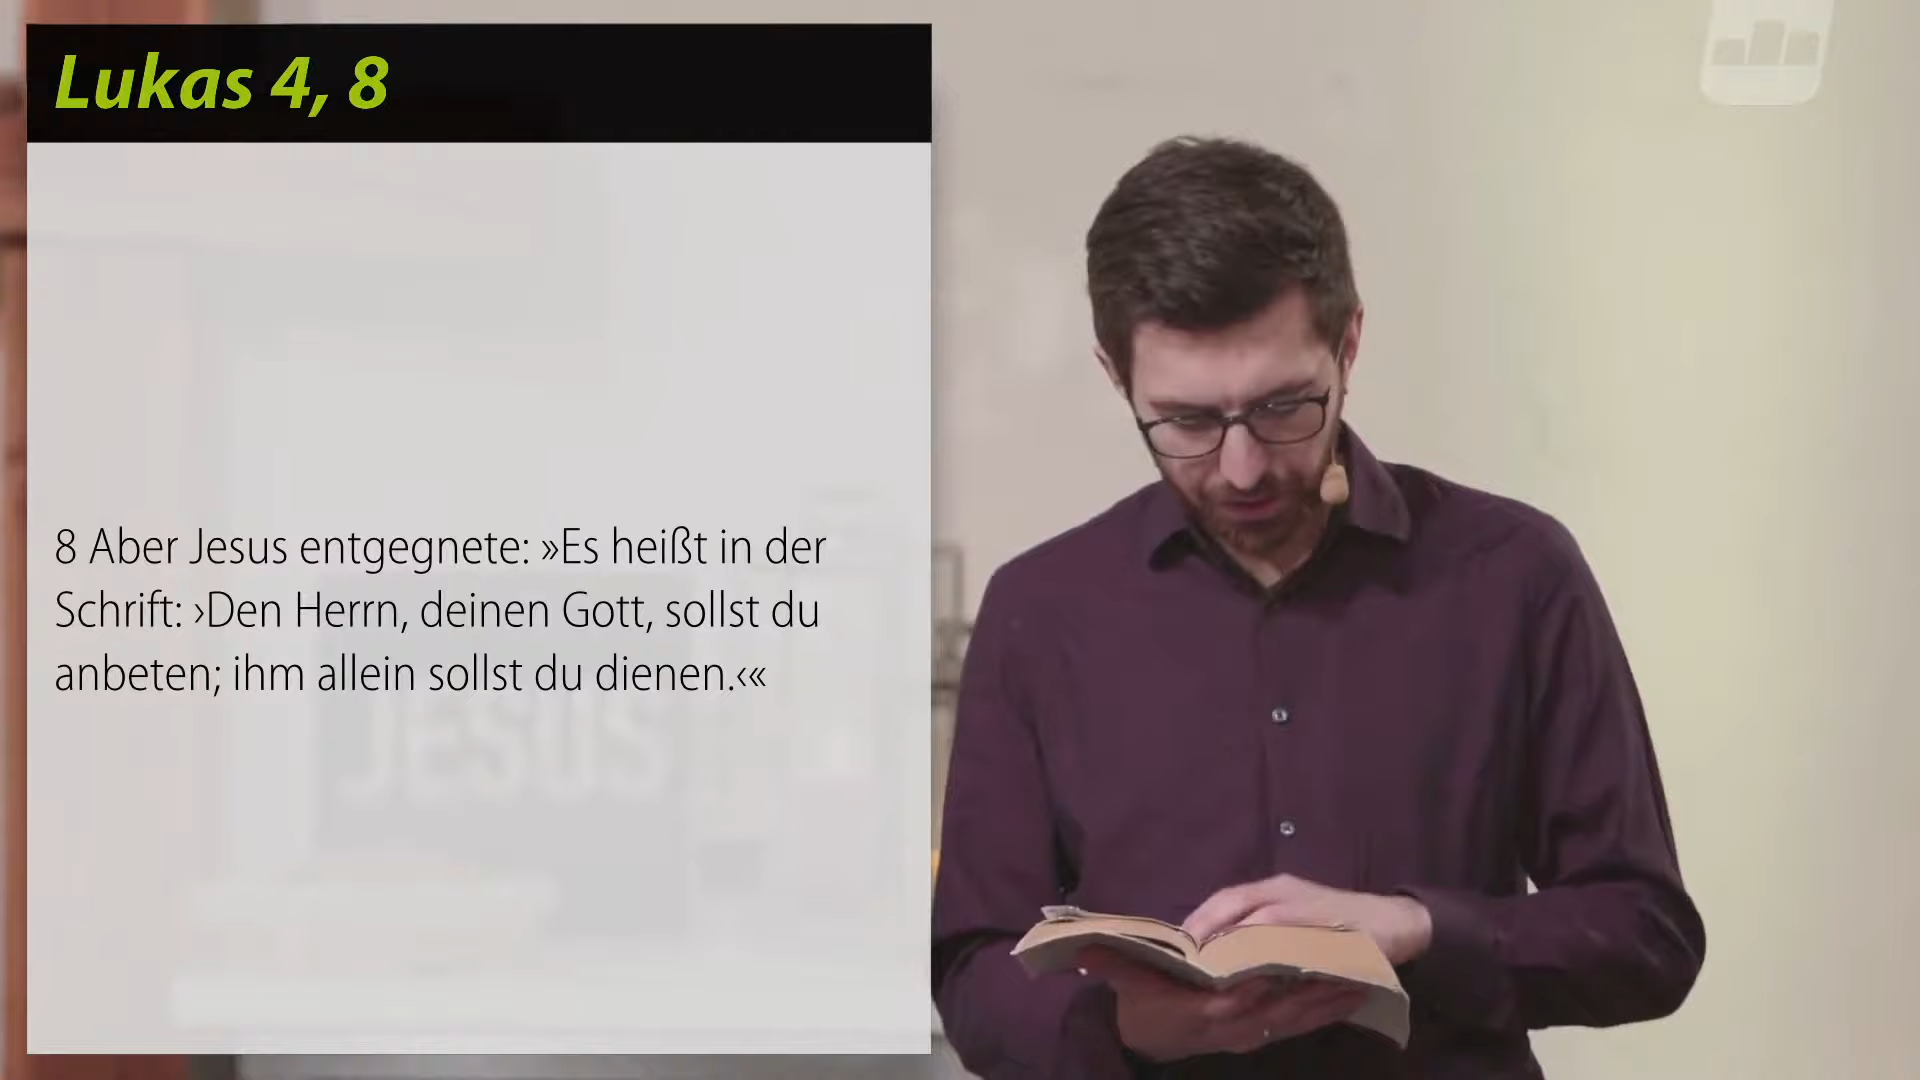 Lukas 4, 8
8 Aber Jesus entgegnete: »Es heißt in der
Schrift: ›Den Herrn, deinen Gott, sollst du
anbeten; ihm allein sollst du dienen.‹«
JESUS